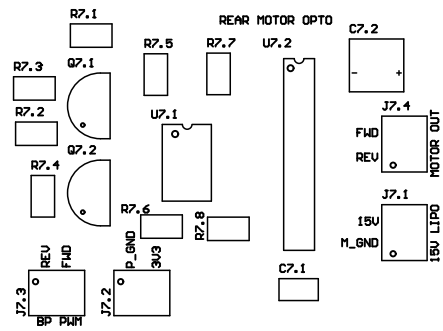 R7.1
REAR MOTOR OPTO
R7.5
R7.7
U7.2
C7.2
R7.3
Q7.1
- +
R7.2
U7.1
J7.4
FWD
REV
MOTOR OUT
Q7.2
R7.4
J7.1
15V
M_GND
15V LIPO
R7.6
R7.8
REV
FWD
P_GND
3V3
C7.1
J7.3
BP PWM
J7.2